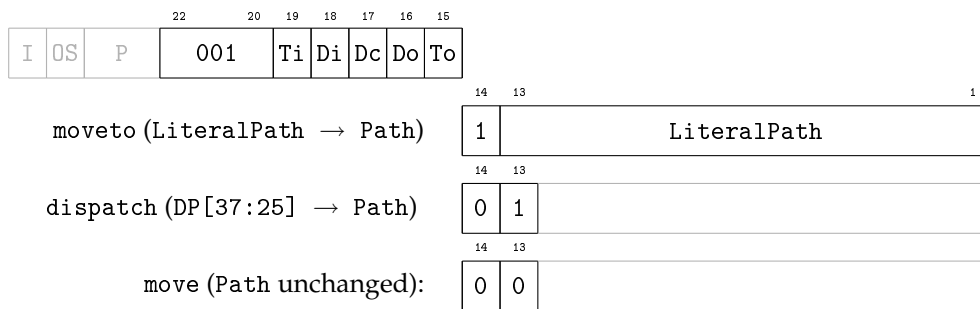 22 20 19 18 17 16 15
I OS P 001 Ti Di Dc Do To
14 13 1
moveto (LiteralPath → Path) 1 LiteralPath
14 13
dispatch (DP[37:25] → Path) 0 1
14 13
move (Path unchanged): 0 0